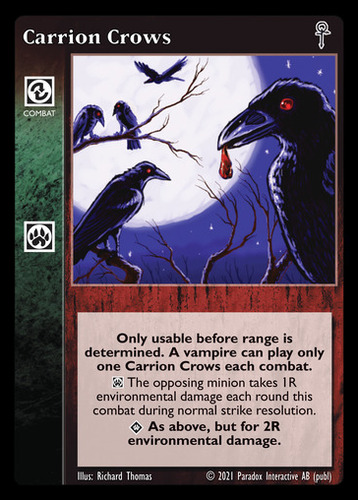 Carrion Crows
COMBAT
Only usable before range is
determined. A vampire can play only
one Carrion Crows each combat.
The opposing minion takes 1R
environmental damage each round this
combat during normal strike resolution.
As above, but for 2R
environmental damage.
Illus: Richard Thomas © 2021 Paradox Interactive AB (publ)